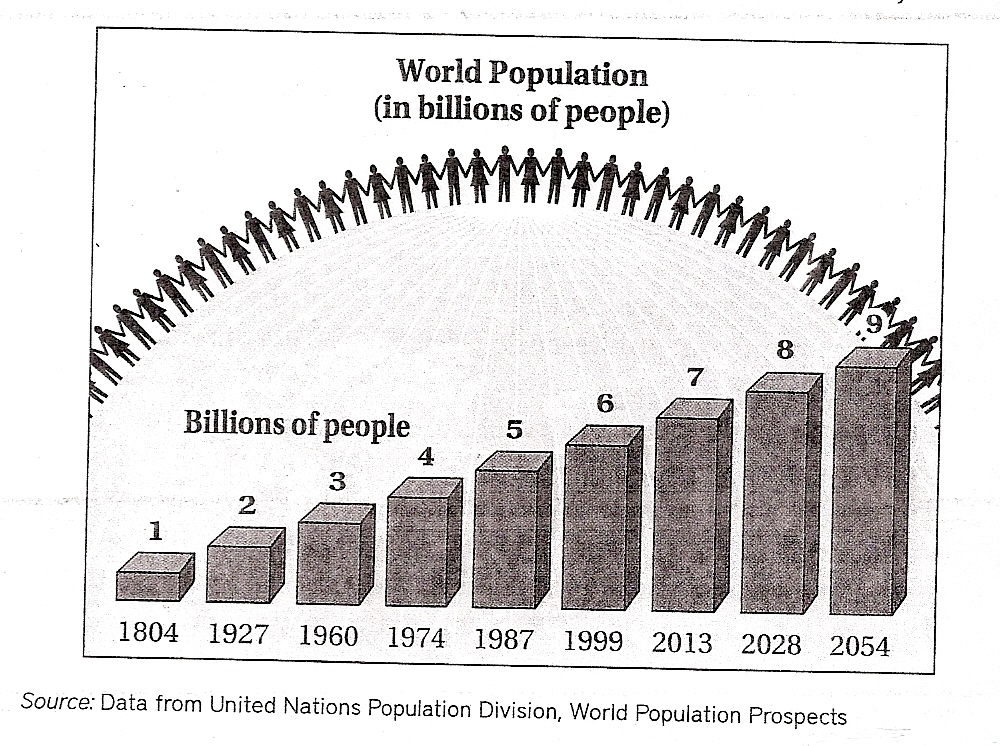 World Population
(in billions of people)
Billions of people
1 2 3 4 5 6 7 8 9
1804 1927 1960 1974 1987 1999 2013 2028 2054
Source: Data from United Nations Population Division, World Population Prospects